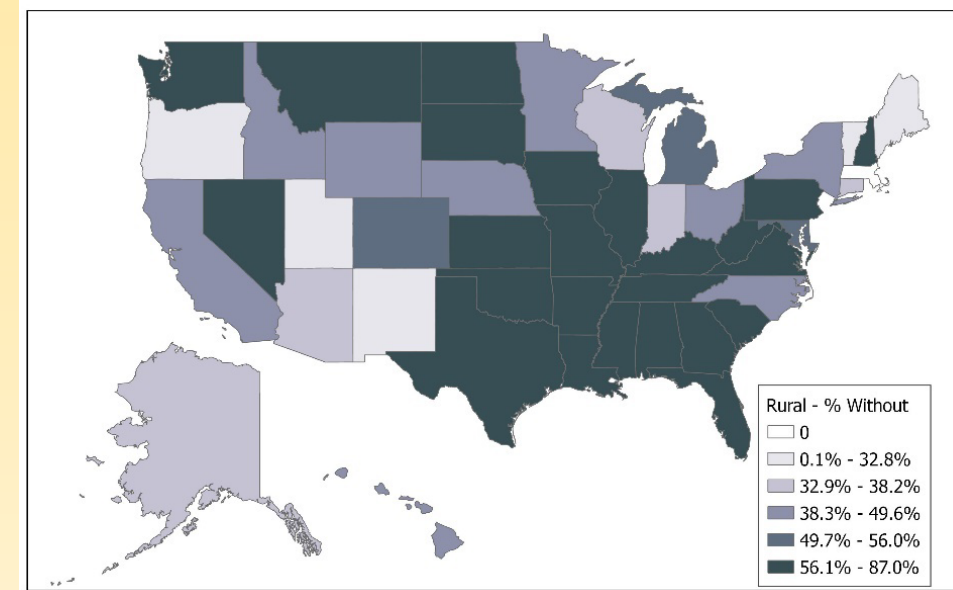 Rural - % Without
0
0.1% - 32.8%
32.9% - 38.2%
38.3% - 49.6%
49.7% - 56.0%
56.1% - 87.0%